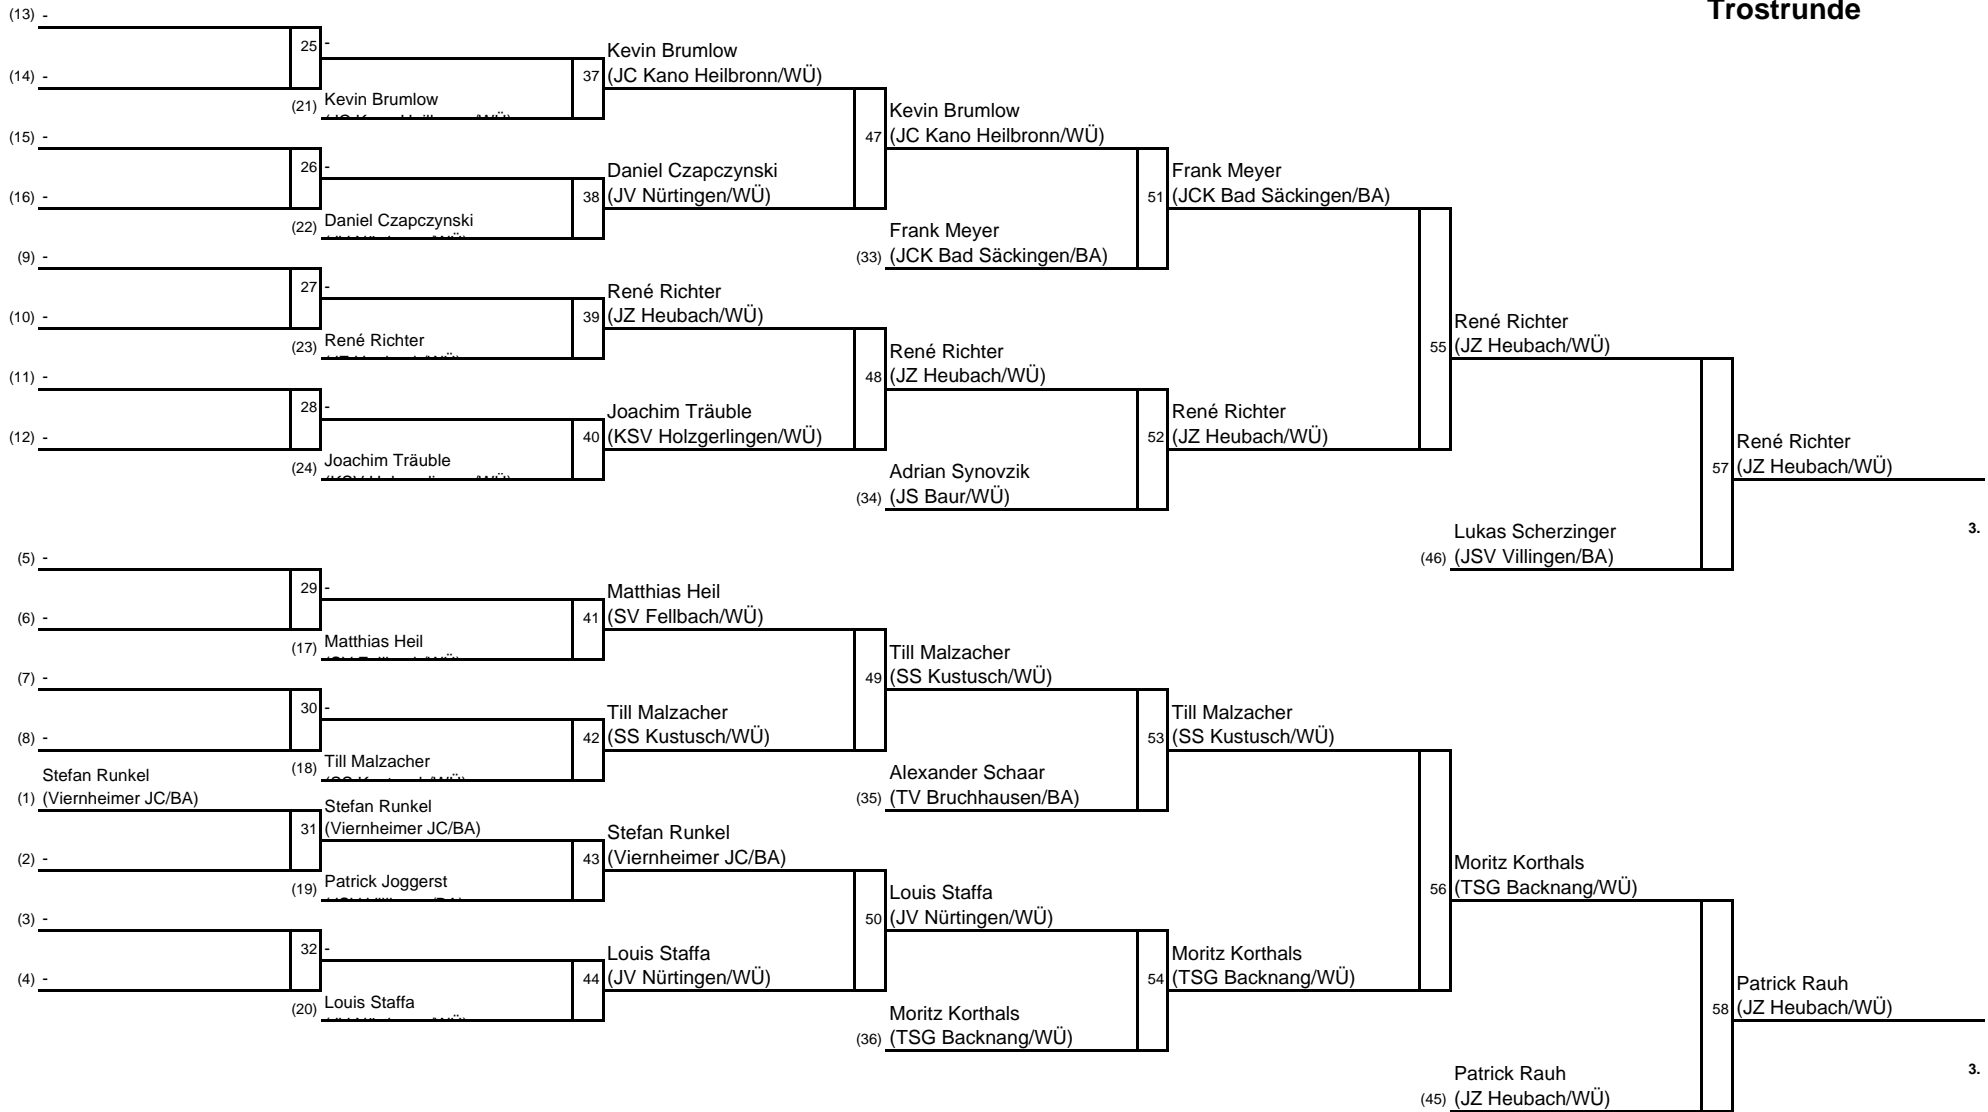 Trostrunde
(13) -
25
(14) -
-
37
(21) Kevin Brumlow
Kevin Brumlow
(JC Kano Heilbronn/WÜ)
(15) -
26
(16) -
-
38
(22) Daniel Czapczynski
Daniel Czapczynski
(JV Nürtingen/WÜ)
47
Kevin Brumlow
(JC Kano Heilbronn/WÜ)
51
Frank Meyer
(33) (JCK Bad Säckingen/BA)
Frank Meyer
(JCK Bad Säckingen/BA)
(9) -
27
(10) -
-
39
(23) René Richter
René Richter
(JZ Heubach/WÜ)
(11) -
28
(12) -
-
40
(24) Joachim Träuble
Joachim Träuble
(KSV Holzgerlingen/WÜ)
48
René Richter
(JZ Heubach/WÜ)
52
Adrian Synovzik
(34) (JS Baur/WÜ)
René Richter
(JZ Heubach/WÜ)
55
René Richter
(JZ Heubach/WÜ)
57
Lukas Scherzinger
(46) (JSV Villingen/BA)
René Richter
(JZ Heubach/WÜ)
3.
(5) -
29
(6) -
-
41
(17) Matthias Heil
Matthias Heil
(SV Fellbach/WÜ)
(7) -
30
(8) -
-
42
(18) Till Malzacher
Till Malzacher
(SS Kustusch/WÜ)
49
Till Malzacher
(SS Kustusch/WÜ)
53
Alexander Schaar
(35) (TV Bruchhausen/BA)
Till Malzacher
(SS Kustusch/WÜ)
Stefan Runkel
(1) (Viernheimer JC/BA)
31
(2) -
Stefan Runkel
(Viernheimer JC/BA)
43
(19) Patrick Joggerst
Stefan Runkel
(Viernheimer JC/BA)
(3) -
32
(4) -
-
44
(20) Louis Staffa
Louis Staffa
(JV Nürtingen/WÜ)
50
Louis Staffa
(JV Nürtingen/WÜ)
54
Moritz Korthals
(36) (TSG Backnang/WÜ)
Moritz Korthals
(TSG Backnang/WÜ)
56
Moritz Korthals
(TSG Backnang/WÜ)
58
Patrick Rauh
(45) (JZ Heubach/WÜ)
Patrick Rauh
(JZ Heubach/WÜ)
3.